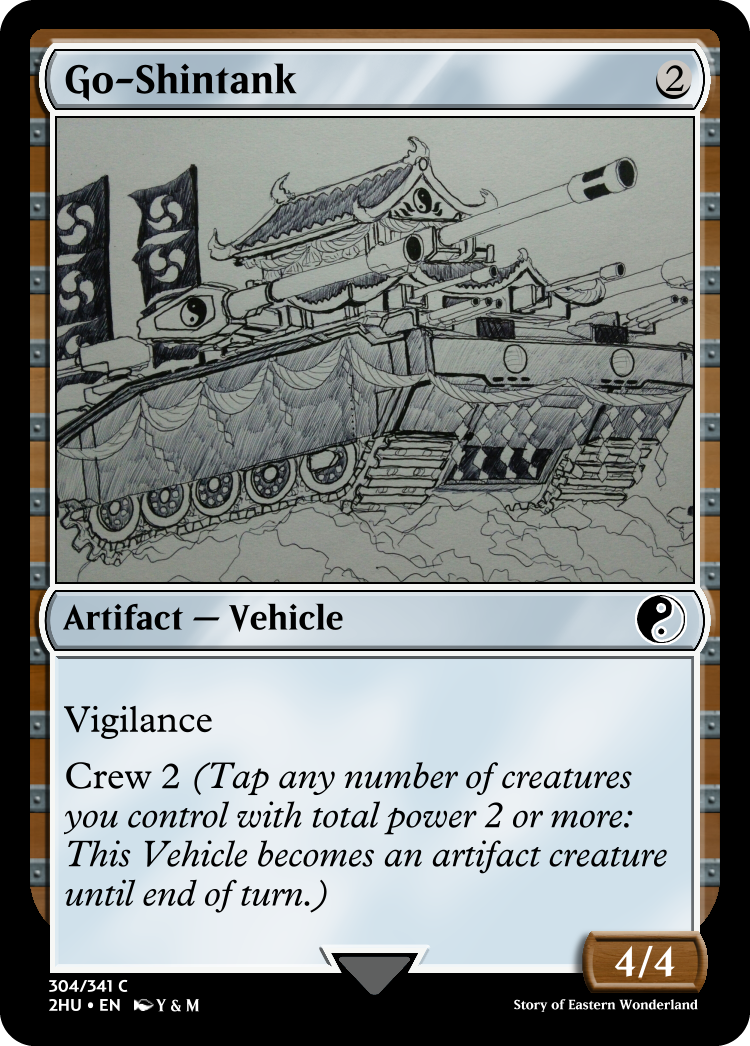 Go-Shintank
2
Artifact — Vehicle
Vigilance
Crew 2 (Tap any number of creatures
you control with total power 2 or more:
This Vehicle becomes an artifact creature
until end of turn.)
4/4
304/341 C
2HU • EN Y & M
Story of Eastern Wonderland